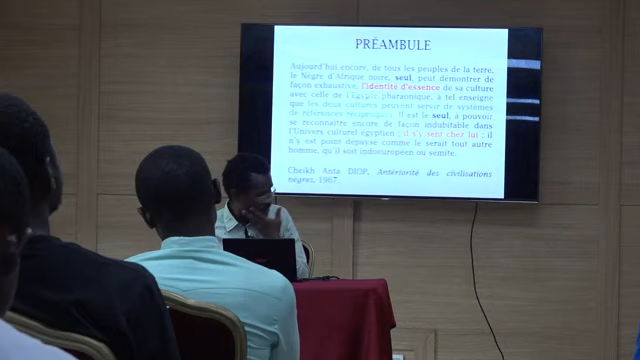 PRÉAMBULE
Aujourd'hui encore, de tous les peuples de la terre,
le Nègre d'Afrique noire, seul, peut démontrer de
façon exhaustive, l'identité d'essence de sa culture
avec celle de l'Égypte pharaonique, à tel enseigne
que les deux cultures peuvent servir de systèmes
de références réciproques. Il est le seul, à pouvoir
se reconnaître encore de façon indubitable dans
l'Univers culturel égyptien ; il s'y sent chez lui ; il
n'y est point dépaysé comme le serait tout autre
homme, qu'il soit indoeuropéen ou sémite.
Cheikh Anta DIOP, Antériorité des civilisations
nègres, 1967.